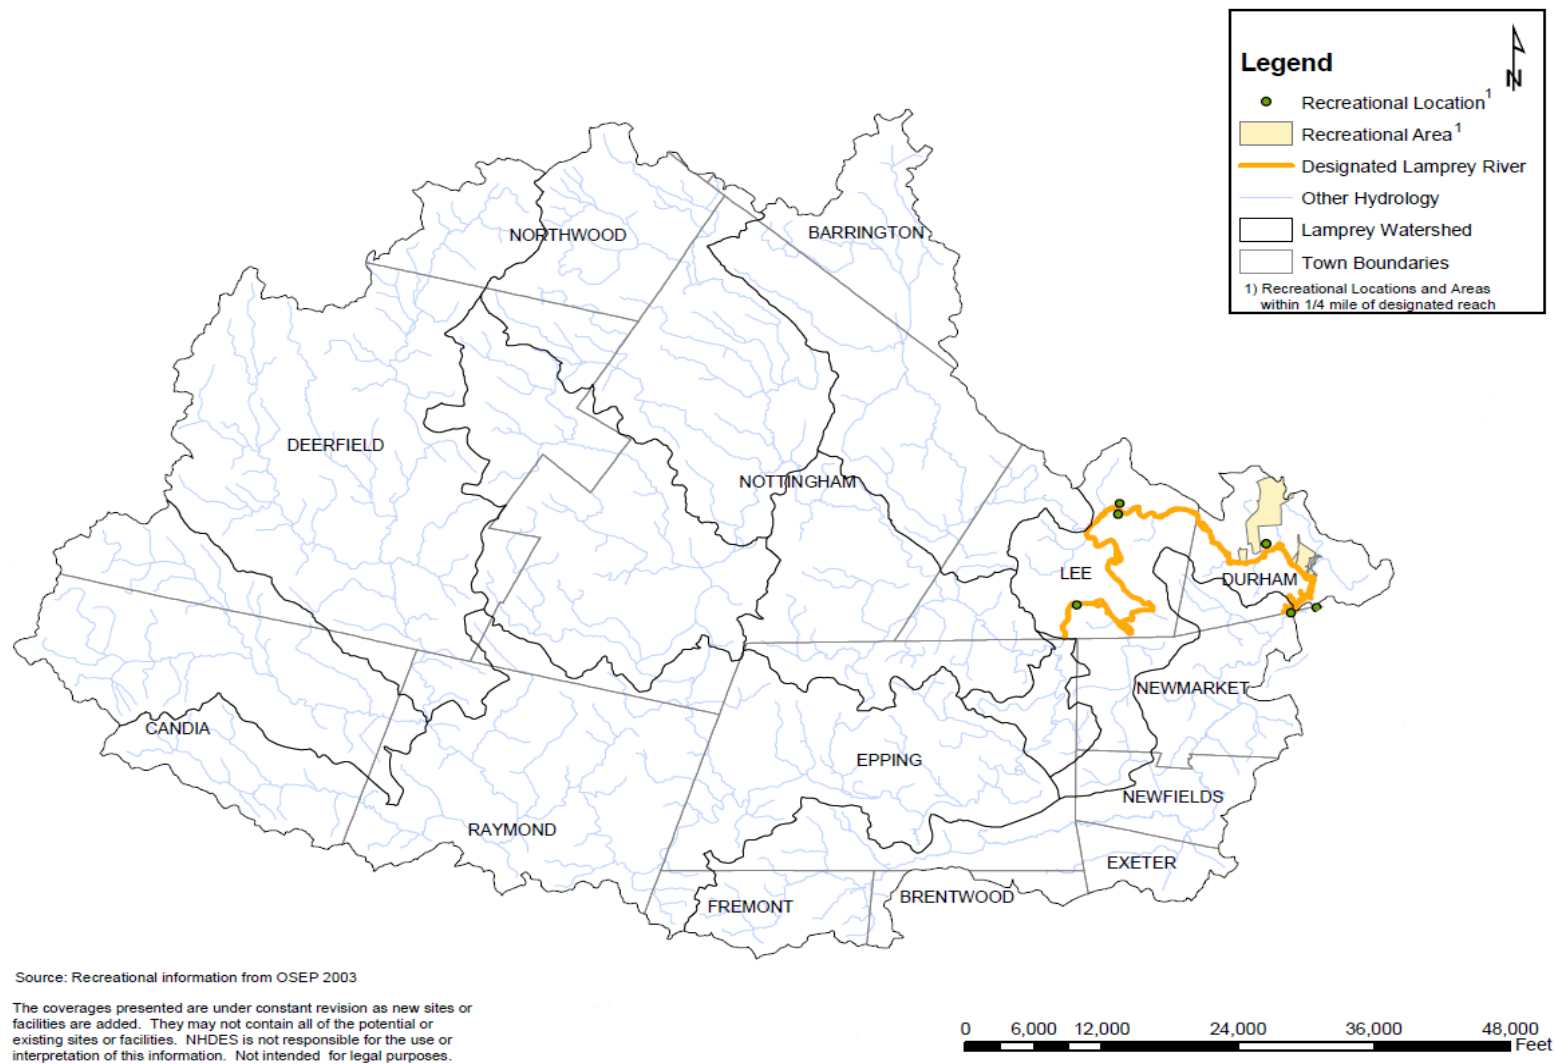 Legend
N
Recreational Location1
Recreational Area1
Designated Lamprey River
Other Hydrology
Lamprey Watershed
Town Boundaries
1) Recreational Locations and Areas
within 1/4 mile of designated reach
NORTHWOOD
BARRINGTON
DEERFIELD
NOTTINGHAM
LEE
DURHAM
NEWMARKET
CANDIA
EPPING
NEWFIELDS
RAYMOND
EXETER
FREMONT
BRENTWOOD
Source: Recreational information from OSEP 2003
The coverages presented are under constant revision as new sites or
facilities are added. They may not contain all of the potential or
existing sites or facilities. NHDES is not responsible for the use or
interpretation of this information. Not intended for legal purposes.
0 6,000 12,000 24,000 36,000 48,000
Feet